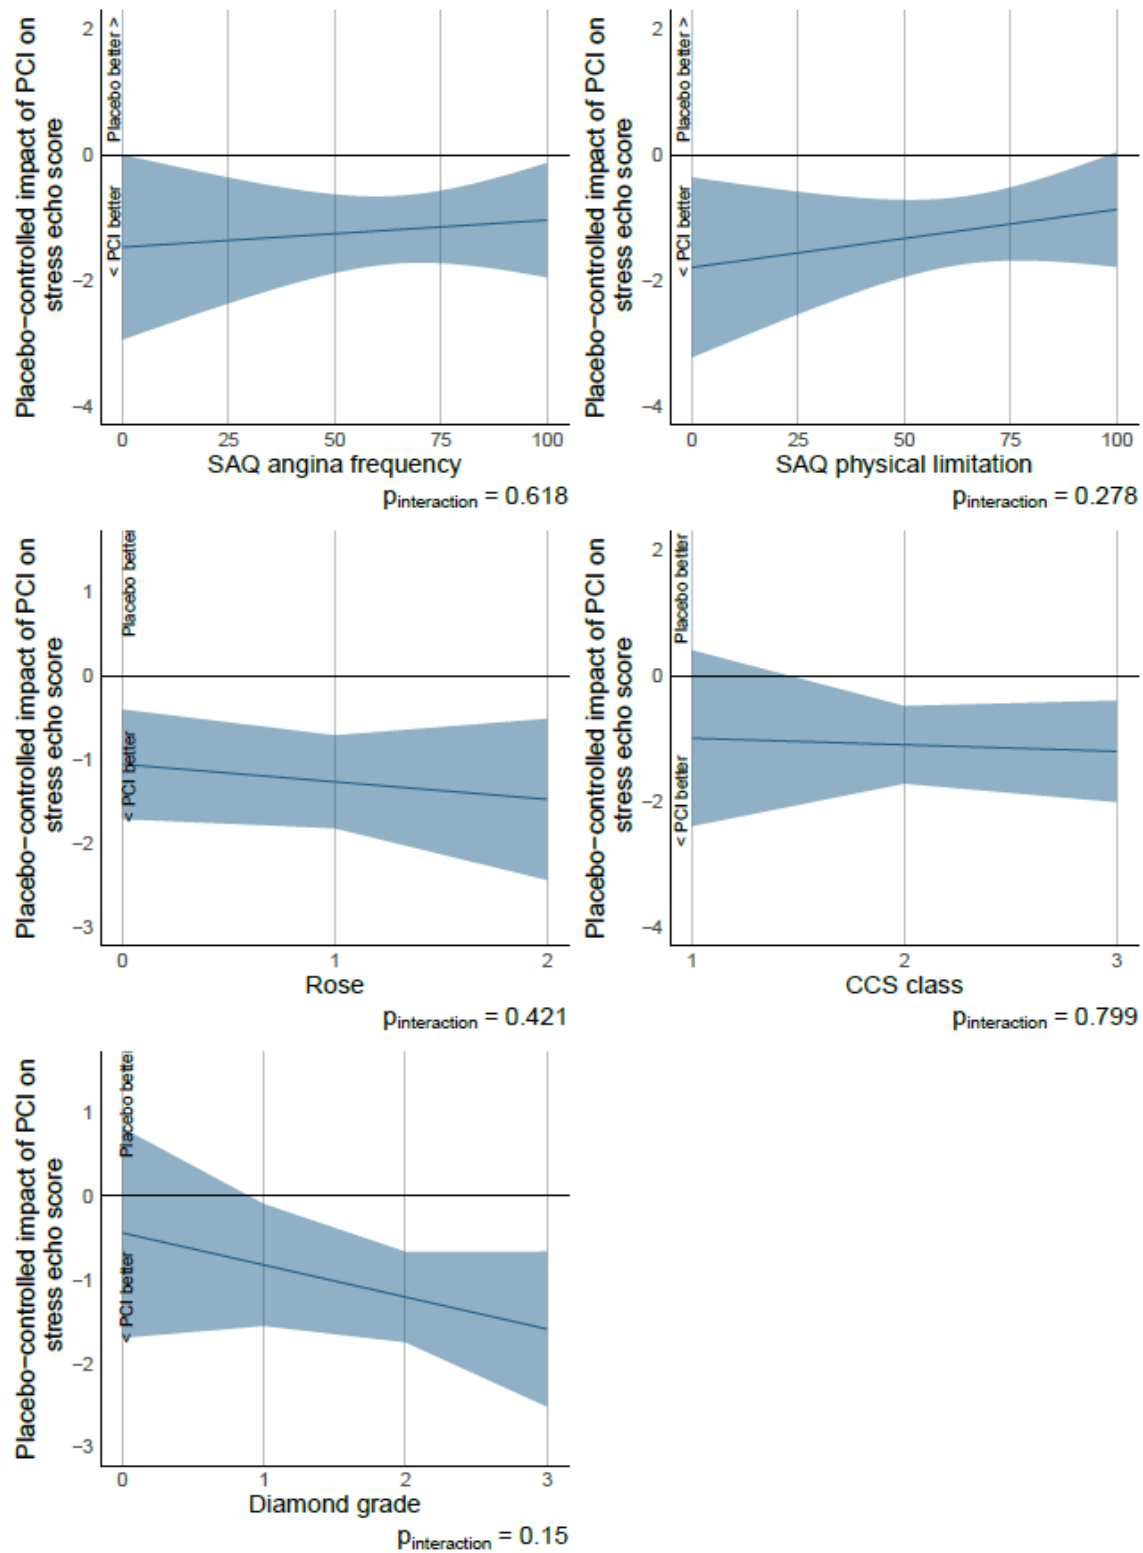 Placebo−controlled impact of PCI on
stress echo score
2
0
−2
−4
Placebo better >
< PCI better
0 25 50 75 100
SAQ angina frequency
pinteraction = 0.618
Placebo−controlled impact of PCI on
stress echo score
2
0
−2
−4
Placebo better >
< PCI better
0 25 50 75 100
SAQ physical limitation
pinteraction = 0.278
Placebo−controlled impact of PCI on
stress echo score
1
0
−1
−2
−3
Placebo better
< PCI better
0 1 2
Rose
pinteraction = 0.421
Placebo−controlled impact of PCI on
stress echo score
2
0
−2
−4
Placebo better
< PCI better
1 2 3
CCS class
pinteraction = 0.799
Placebo−controlled impact of PCI on
stress echo score
1
0
−1
−2
−3
Placebo better
< PCI better
0 1 2 3
Diamond grade
pinteraction = 0.15